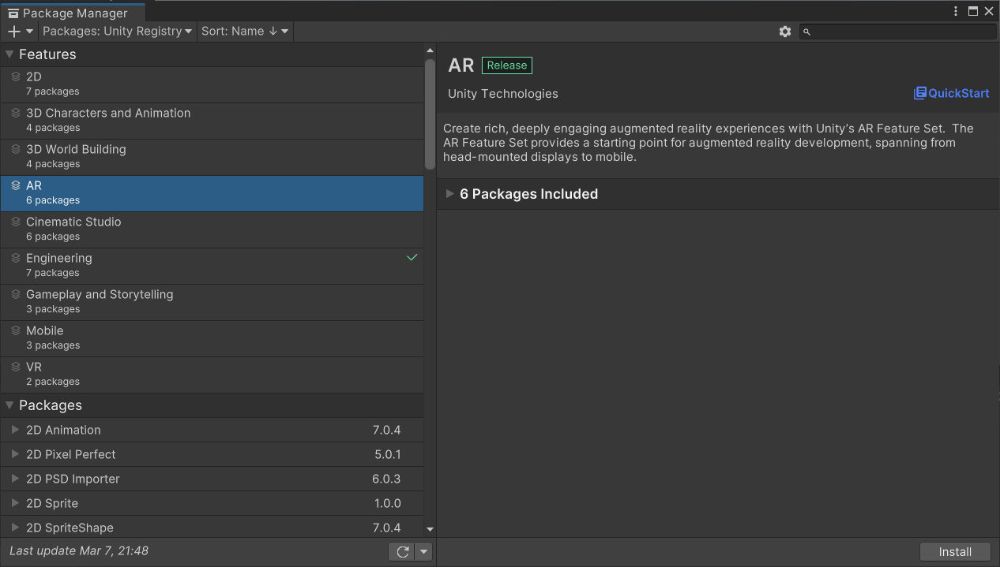 Package Manager
Packages: Unity Registry
Sort: Name ↓
Features
2D
7 packages
3D Characters and Animation
4 packages
3D World Building
4 packages
AR
6 packages
Cinematic Studio
6 packages
Engineering
7 packages
Gameplay and Storytelling
3 packages
Mobile
3 packages
VR
2 packages
Packages
2D Animation 7.0.4
2D Pixel Perfect 5.0.1
2D PSD Importer 6.0.3
2D Sprite 1.0.0
2D SpriteShape 7.0.4
Last update Mar 7, 21:48
AR Release
Unity Technologies
QuickStart
Create rich, deeply engaging augmented reality experiences with Unity’s AR Feature Set.  The
AR Feature Set provides a starting point for augmented reality development, spanning from
head-mounted displays to mobile.
6 Packages Included
Install